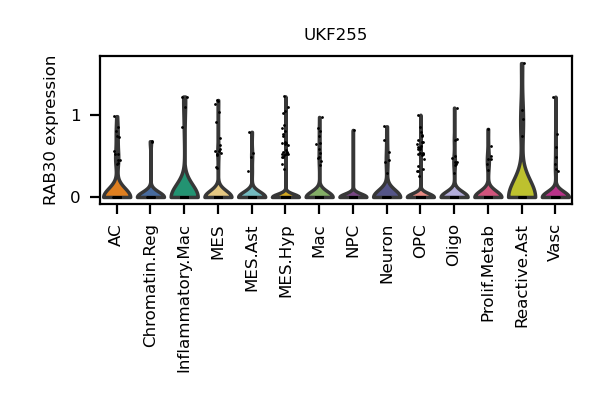 UKF255
RAB30 expression
1
0
AC
Chromatin.Reg
Inflammatory.Mac
MES
MES.Ast
MES.Hyp
Mac
NPC
Neuron
OPC
Oligo
Prolif.Metab
Reactive.Ast
Vasc